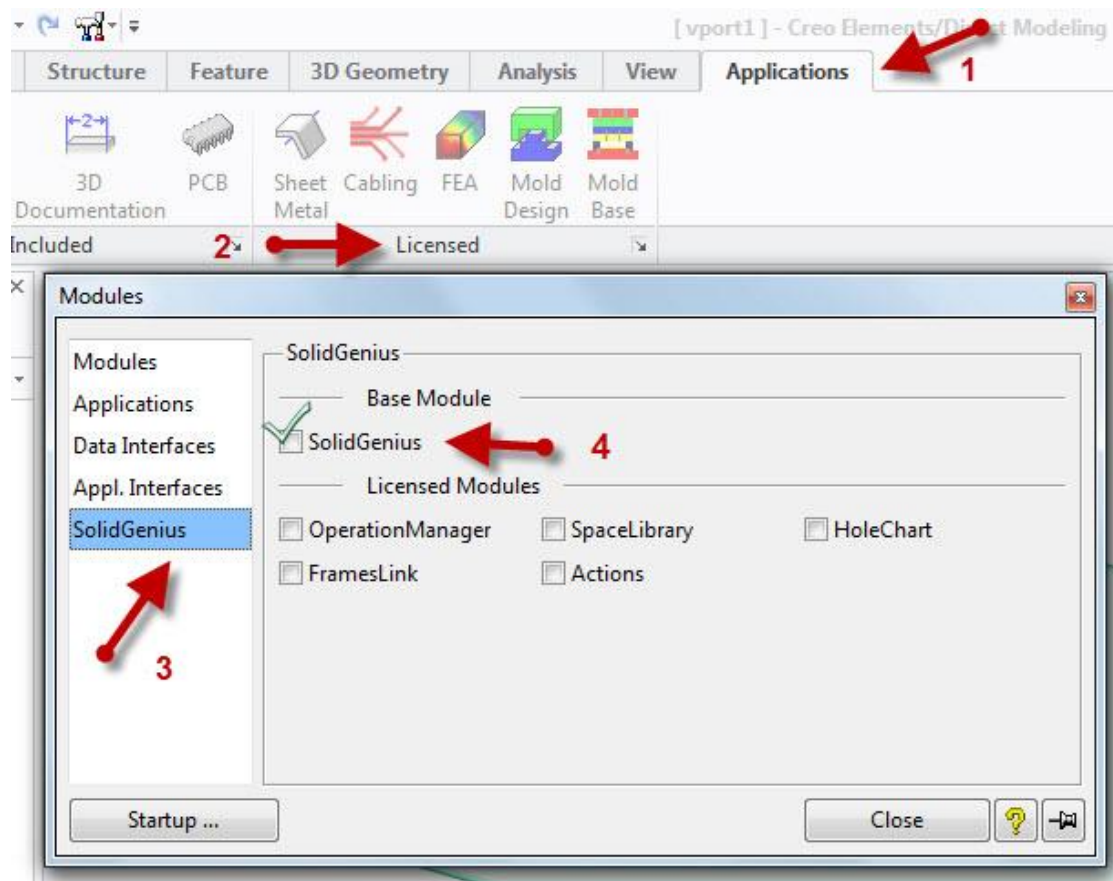 [ vport1 ] - Creo Elements/Direct Modeling
Structure Feature 3D Geometry Analysis View Applications
1
3D Documentation PCB Sheet Metal Cabling FEA Mold Design Mold Base
Included 2 Licensed
Modules
Modules
Applications
Data Interfaces
Appl. Interfaces
SolidGenius
3
SolidGenius
Base Module
SolidGenius 4
Licensed Modules
OperationManager SpaceLibrary HoleChart
FramesLink Actions
Startup ... Close ?